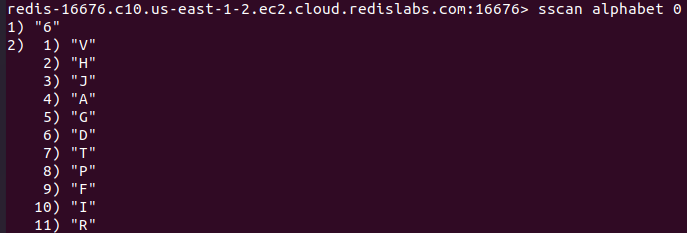 redis-16676.c10.us-east-1-2.ec2.cloud.redislabs.com:16676> sscan alphabet 0
1) "6"
2)  1) "V"
    2) "H"
    3) "J"
    4) "A"
    5) "G"
    6) "D"
    7) "T"
    8) "P"
    9) "F"
   10) "I"
   11) "R"